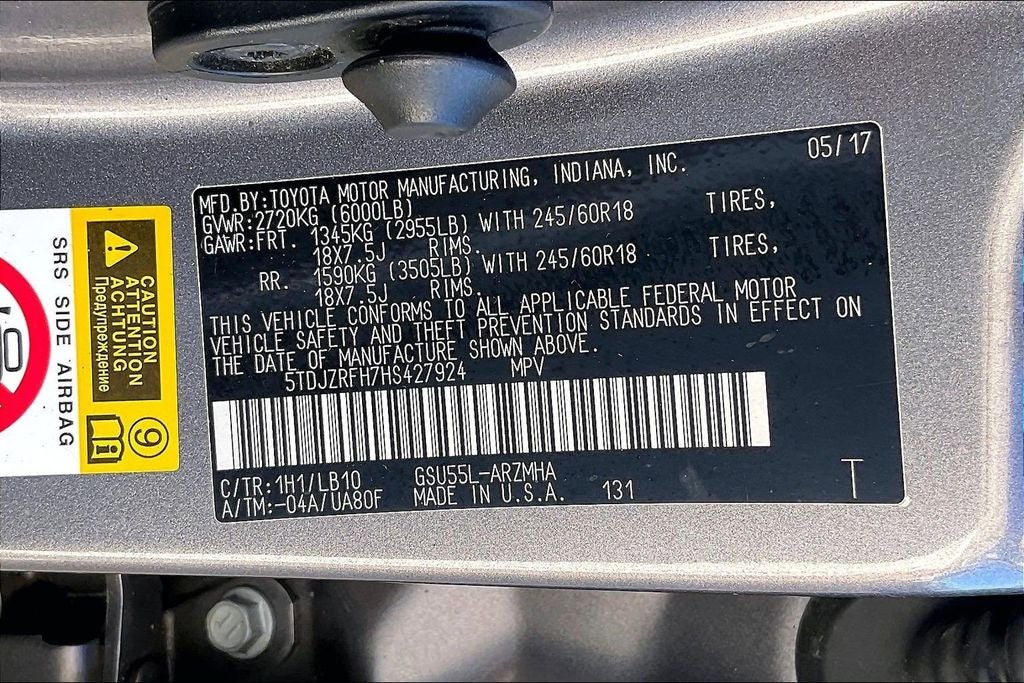 05/17
MFD.BY:TOYOTA MOTOR MANUFACTURING, INDIANA, INC.
GVWR:2720KG (6000LB)
GAWR:FRT. 1345KG (2955LB) WITH 245/60R18 TIRES,
18X7.5J RIMS.
RR. 1590KG (3505LB) WITH 245/60R18 TIRES,
18X7.5J RIMS.
THIS VEHICLE CONFORMS TO ALL APPLICABLE FEDERAL MOTOR
VEHICLE SAFETY AND THEFT PREVENTION STANDARDS IN EFFECT ON
THE DATE OF MANUFACTURE SHOWN ABOVE.
5TDJZRFH7HS427924 MPV
C/TR:1H1/LB10 GSU55L-ARZMHA
A/TM:-04A/UA80F MADE IN U.S.A. 131 T
CAUTION
ATTENTION
ACHTUNG
Предупреждение
SRS SIDE AIRBAG
9